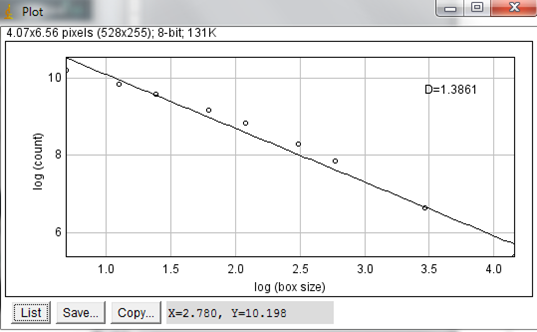 Plot
4.07x6.56 pixels (528x255); 8-bit; 131K
D=1.3861
10
8
6
log (count)
1.0 1.5 2.0 2.5 3.0 3.5 4.0
log (box size)
List Save... Copy... X=2.780, Y=10.198